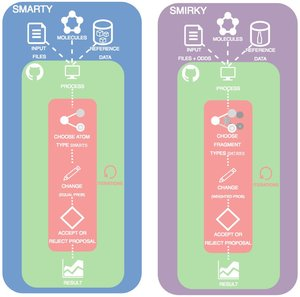 SMARTY
INPUT
FILES
MOLECULES
REFERENCE
DATA
PROCESS
CHOOSE ATOM
TYPE SMARTS
CHANGE
(EQUAL PROB)
ITERATIONS
ACCEPT OR
REJECT PROPOSAL
RESULT
SMIRKY
INPUT
FILES + ODDS
MOLECULES
REFERENCE
DATA
PROCESS
CHOOSE
FRAGMENT
TYPES SMIRKS
CHANGE
(WEIGHTED PROB)
ITERATIONS
ACCEPT OR
REJECT PROPOSAL
RESULT